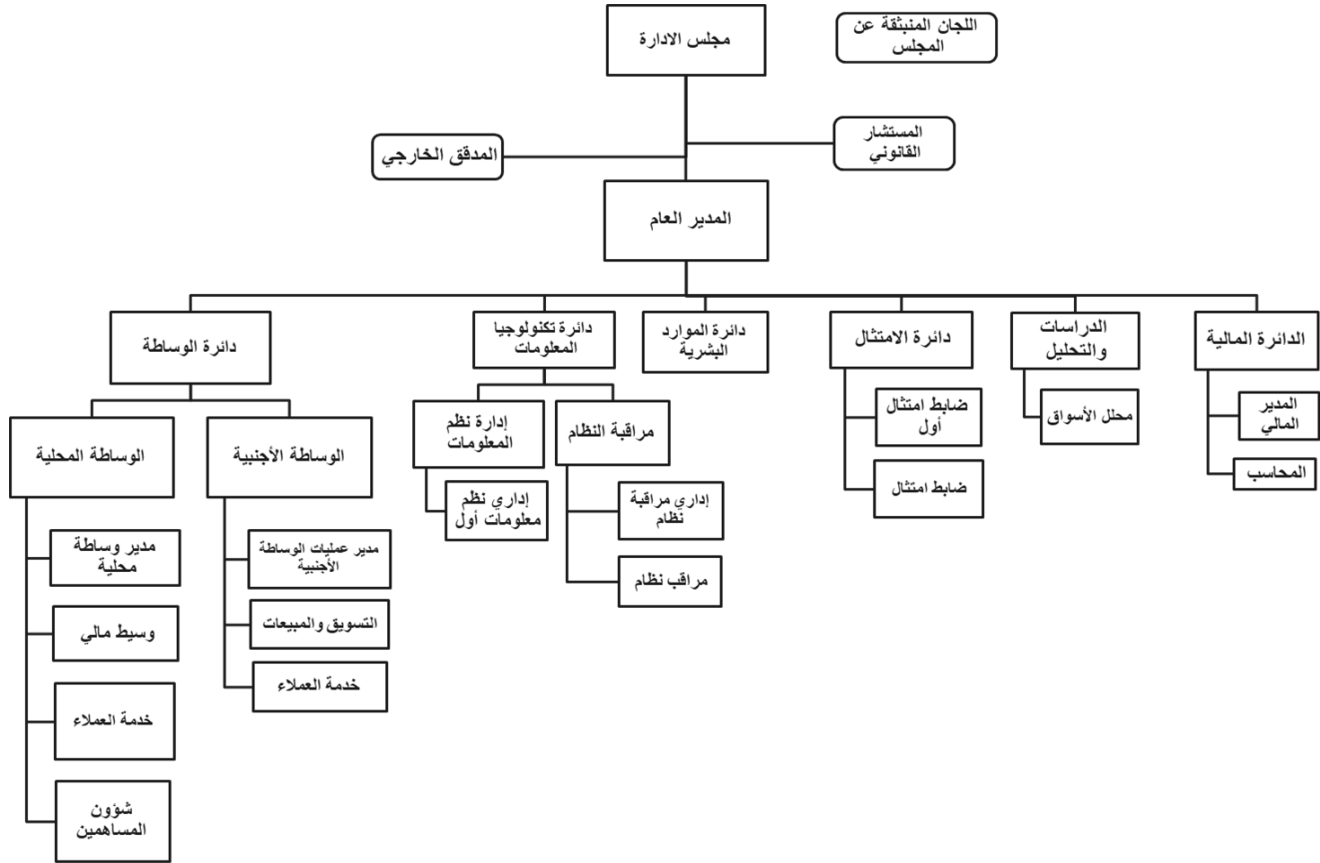 مجلس الادارة
اللجان المنبثقة عن
المجلس
المستشار
القانوني
المدقق الخارجي
المدير العام
الدائرة المالية
الدراسات
والتحليل
دائرة الامتثال
دائرة الموارد
البشرية
دائرة تكنولوجيا
المعلومات
دائرة الوساطة
المدير
المالي
المحاسب
محلل الأسواق
ضابط امتثال
أول
ضابط امتثال
مراقبة النظام
إدارة نظم
المعلومات
إداري مراقبة
نظام
مراقب نظام
إداري نظم
معلومات أول
الوساطة الأجنبية
الوساطة المحلية
مدير عمليات الوساطة
الأجنبية
التسويق والمبيعات
خدمة العملاء
مدير وساطة
محلية
وسيط مالي
خدمة العملاء
شؤون
المساهمين